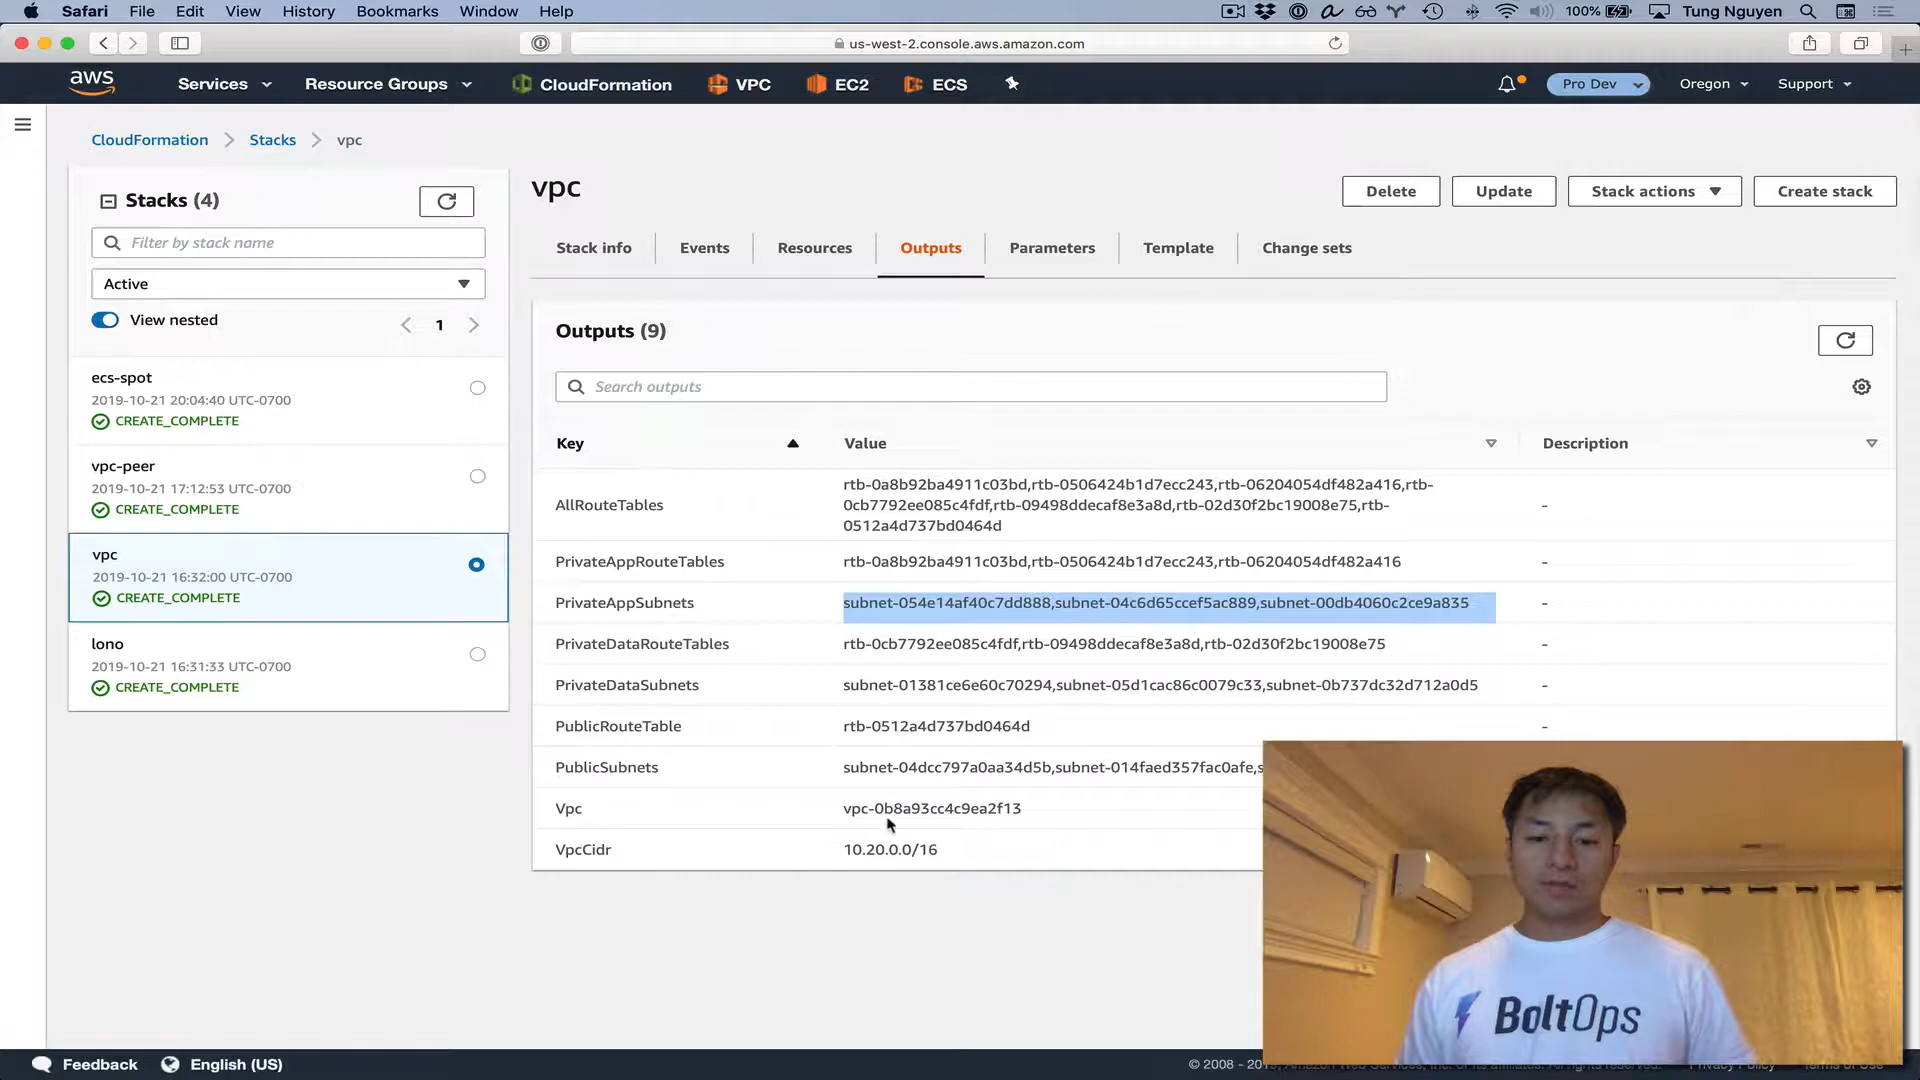 Safari File Edit View History Bookmarks Window Help 100% Tung Nguyen
us-west-2.console.aws.amazon.com
aws Services Resource Groups CloudFormation VPC EC2 ECS Pro Dev Oregon Support
CloudFormation Stacks vpc
Stacks (4)
Filter by stack name
Active
View nested 1
ecs-spot
2019-10-21 20:04:40 UTC-0700
CREATE_COMPLETE
vpc-peer
2019-10-21 17:12:53 UTC-0700
CREATE_COMPLETE
vpc
2019-10-21 16:32:00 UTC-0700
CREATE_COMPLETE
lono
2019-10-21 16:31:33 UTC-0700
CREATE_COMPLETE
vpc
Delete Update Stack actions Create stack
Stack info Events Resources Outputs Parameters Template Change sets
Outputs (9)
Search outputs
Key Value Description
AllRouteTables rtb-0a8b92ba4911c03bd,rtb-0506424b1d7ecc243,rtb-06204054df482a416,rtb-
0cb7792ee085c4fdf,rtb-09498ddecaf8e3a8d,rtb-02d30f2bc19008e75,rtb-
0512a4d737bd0464d -
PrivateAppRouteTables rtb-0a8b92ba4911c03bd,rtb-0506424b1d7ecc243,rtb-06204054df482a416 -
PrivateAppSubnets subnet-054e14af40c7dd888,subnet-04c6d65ccef5ac889,subnet-00db4060c2ce9a835 -
PrivateDataRouteTables rtb-0cb7792ee085c4fdf,rtb-09498ddecaf8e3a8d,rtb-02d30f2bc19008e75 -
PrivateDataSubnets subnet-01381ce6e60c70294,subnet-05d1cac86c0079c33,subnet-0b737dc32d712a0d5 -
PublicRouteTable rtb-0512a4d737bd0464d -
PublicSubnets subnet-04dcc797a0aa34d5b,subnet-014faed357fac0afe,
Vpc vpc-0b8a93cc4c9ea2f13
VpcCidr 10.20.0.0/16
BoltOps
Feedback English (US) © 2008 - 20